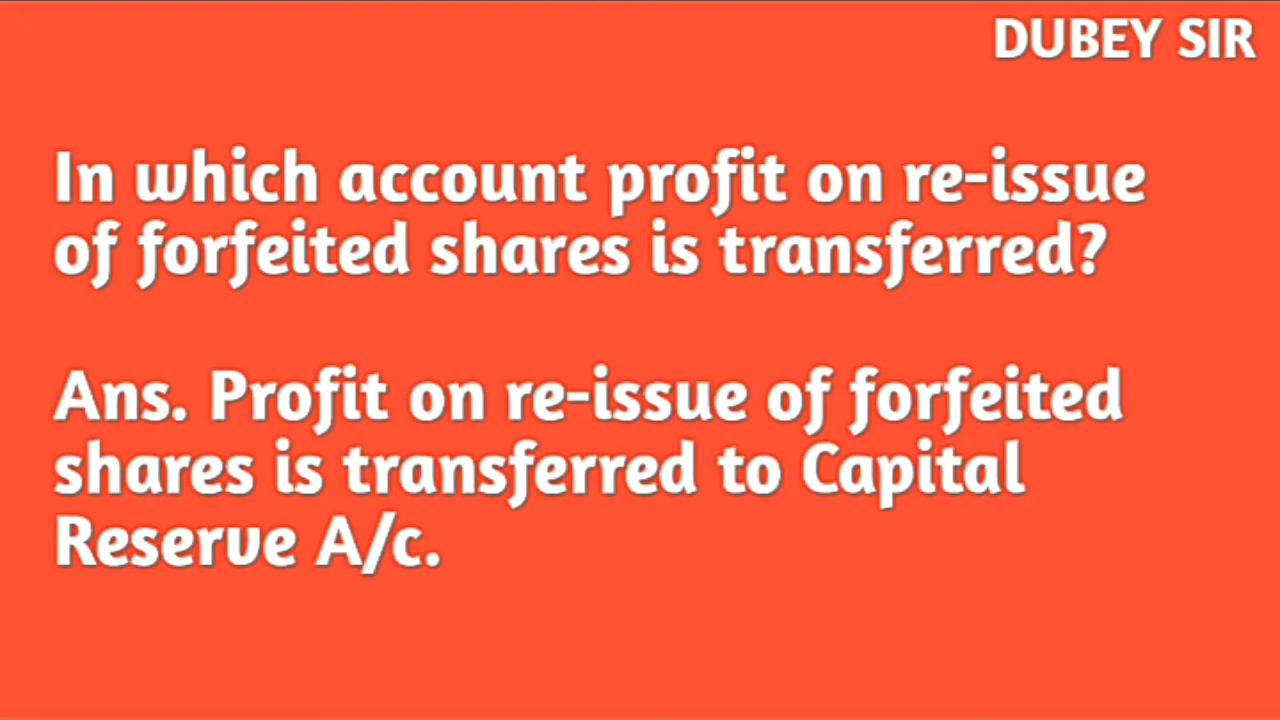 DUBEY SIR
In which account profit on re-issue
of forfeited shares is transferred?
Ans. Profit on re-issue of forfeited
shares is transferred to Capital
Reserve A/c.